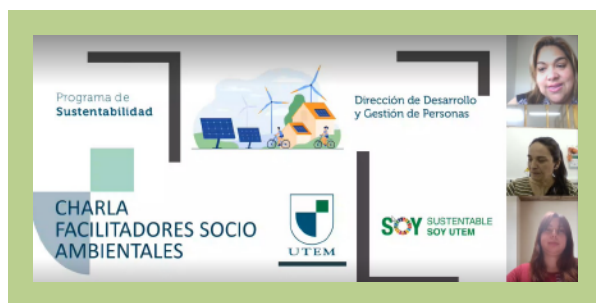 Programa de
Sustentabilidad
Dirección de Desarrollo
y Gestión de Personas
CHARLA
FACILITADORES SOCIO
AMBIENTALES
UTEM
SOY SUSTENTABLE
SOY UTEM